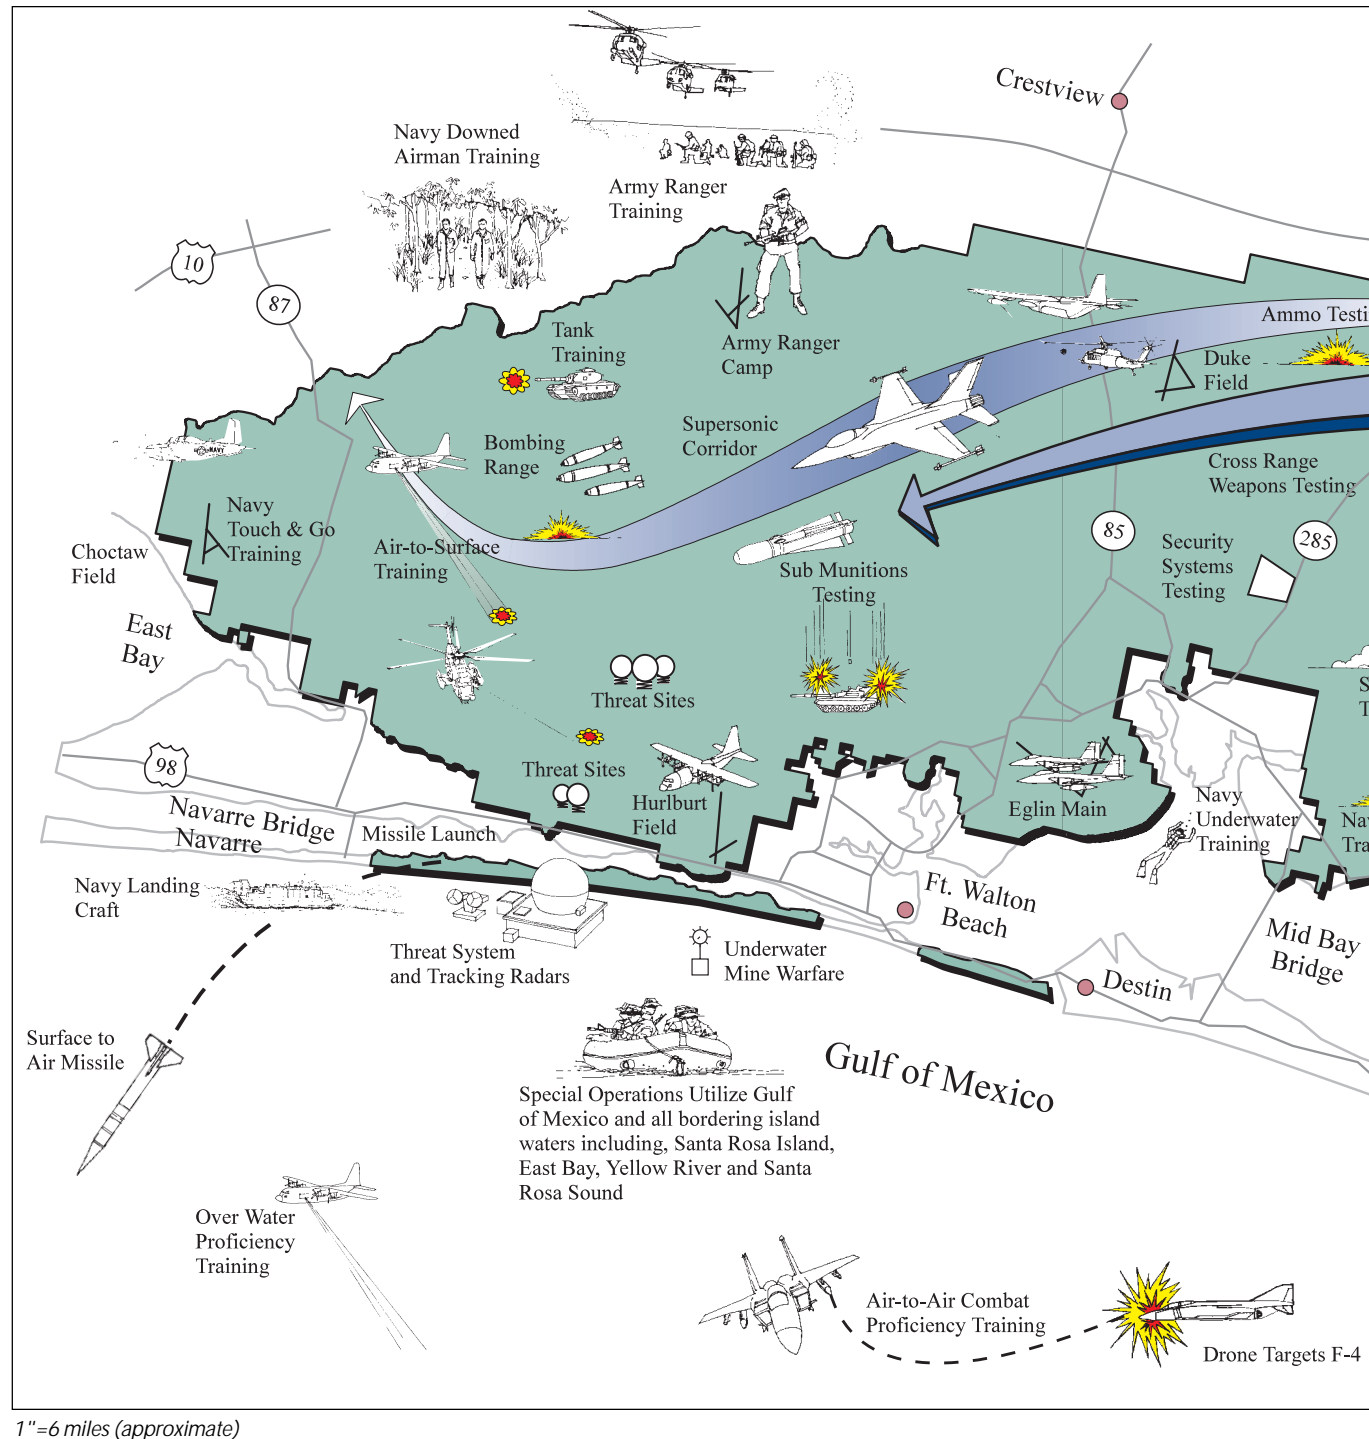 Crestview
Navy Downed
Airman Training
Army Ranger
Training
10
87
Tank
Training
Army Ranger
Camp
Ammo Testi
Duke
Field
Bombing
Range
Supersonic
Corridor
Cross Range
Weapons Testing
NAVY
Navy
Touch & Go
Training
Choctaw
Field
Air-to-Surface
Training
Sub Munitions
Testing
85
285
Security
Systems
Testing
East
Bay
Threat Sites
S
T
98
Threat Sites
Hurlburt
Field
Eglin Main
Navy
Underwater
Training
Nav
Tra
Navarre Bridge
Navarre
Missile Launch
Navy Landing
Craft
Ft. Walton
Beach
Mid Bay
Bridge
Threat System
and Tracking Radars
Underwater
Mine Warfare
Destin
Surface to
Air Missile
Gulf of Mexico
Special Operations Utilize Gulf
of Mexico and all bordering island
waters including, Santa Rosa Island,
East Bay, Yellow River and Santa
Rosa Sound
Over Water
Proficiency
Training
Air-to-Air Combat
Proficiency Training
Drone Targets F-4
1"=6 miles (approximate)